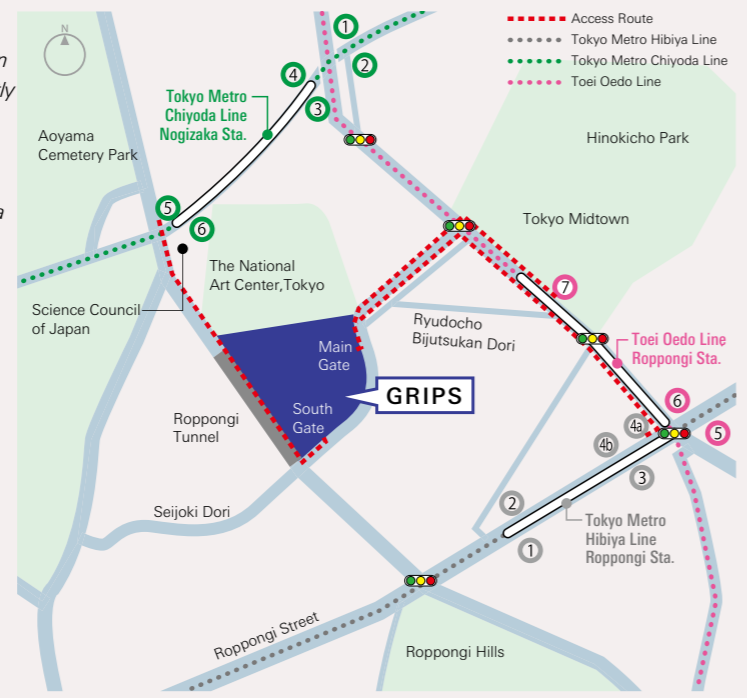 n
rly
a
N
Access Route
Tokyo Metro Hibiya Line
Tokyo Metro Chiyoda Line
Toei Oedo Line
1
2
4
3
Tokyo Metro
Chiyoda Line
Nogizaka Sta.
Hinokicho Park
Aoyama
Cemetery Park
5
6
Tokyo Midtown
The National
Art Center,Tokyo
7
Science Council
of Japan
Ryudocho
Bijutsukan Dori
Main
Gate
Toei Oedo Line
Roppongi Sta.
GRIPS
South
Gate
Roppongi
Tunnel
6
4a
5
4b
3
2
1
Seijoki Dori
Tokyo Metro
Hibiya Line
Roppongi Sta.
Roppongi Street
Roppongi Hills